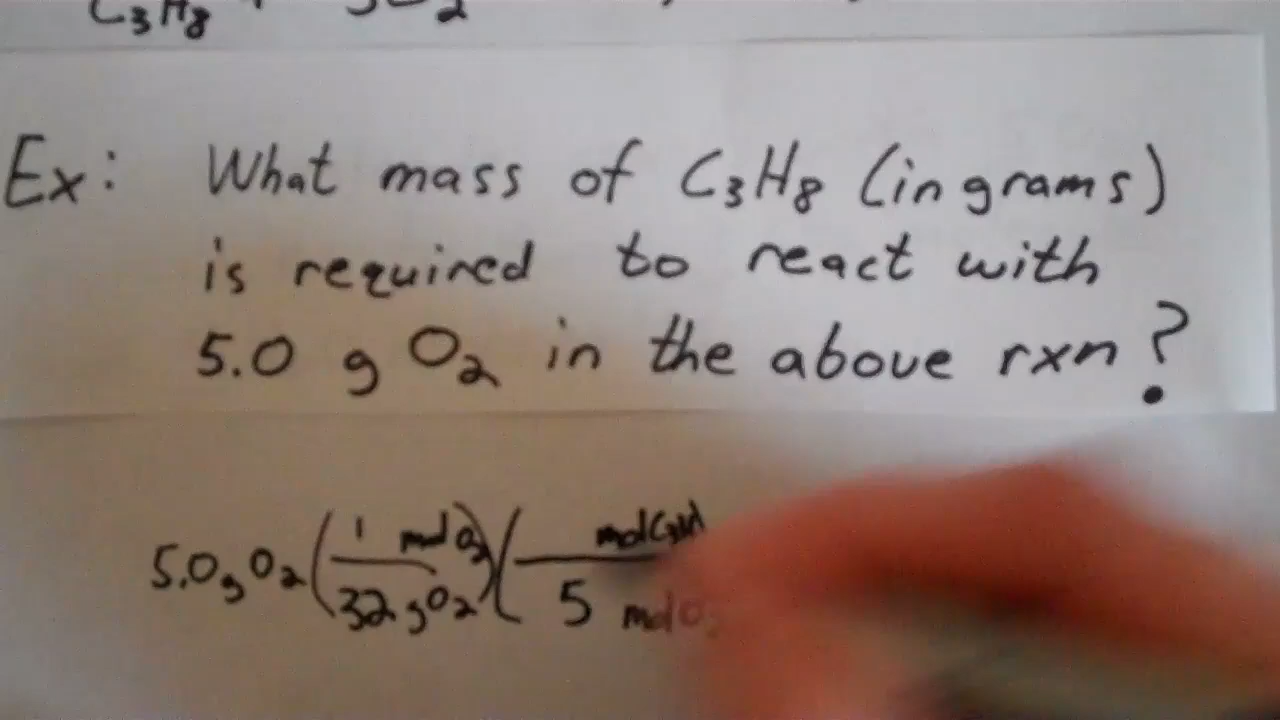 C₃H₈ +
Ex: What mass of C₃H₈ (in grams)
is required to react with
5.0 g O₂ in the above rxn?
5.0 g O₂ (1 mol O₂ / 32 g O₂)( mol C₃H / 5 mol O₂